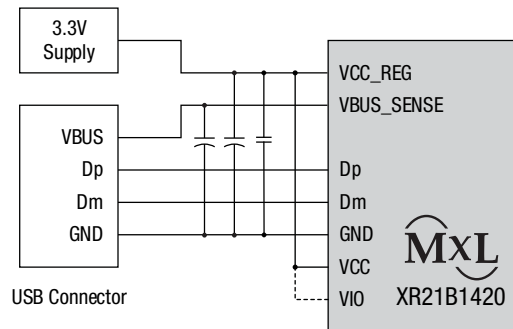 3.3V
Supply
VCC_REG
VBUS_SENSE
VBUS
Dp
Dm
GND
Dp
Dm
GND
VCC
VIO
MXL
XR21B1420
USB Connector